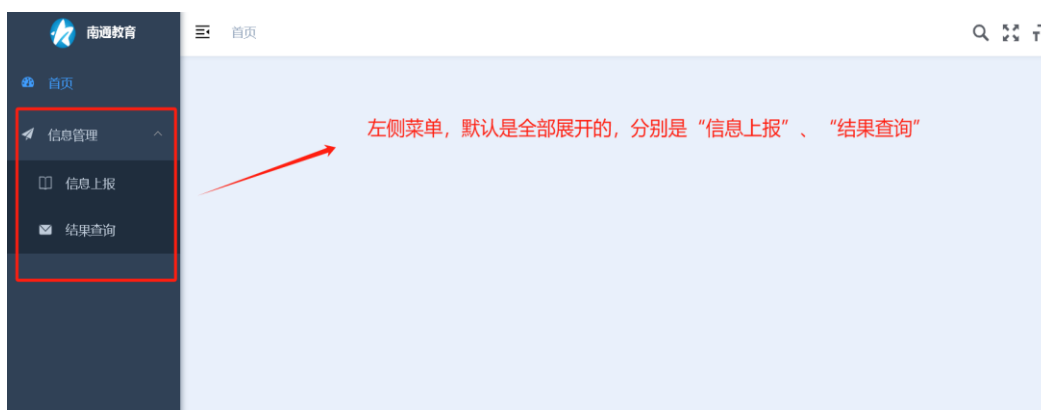 南通教育
首页
首页
信息管理
信息上报
结果查询
左侧菜单，默认是全部展开的，分别是“信息上报”、“结果查询”